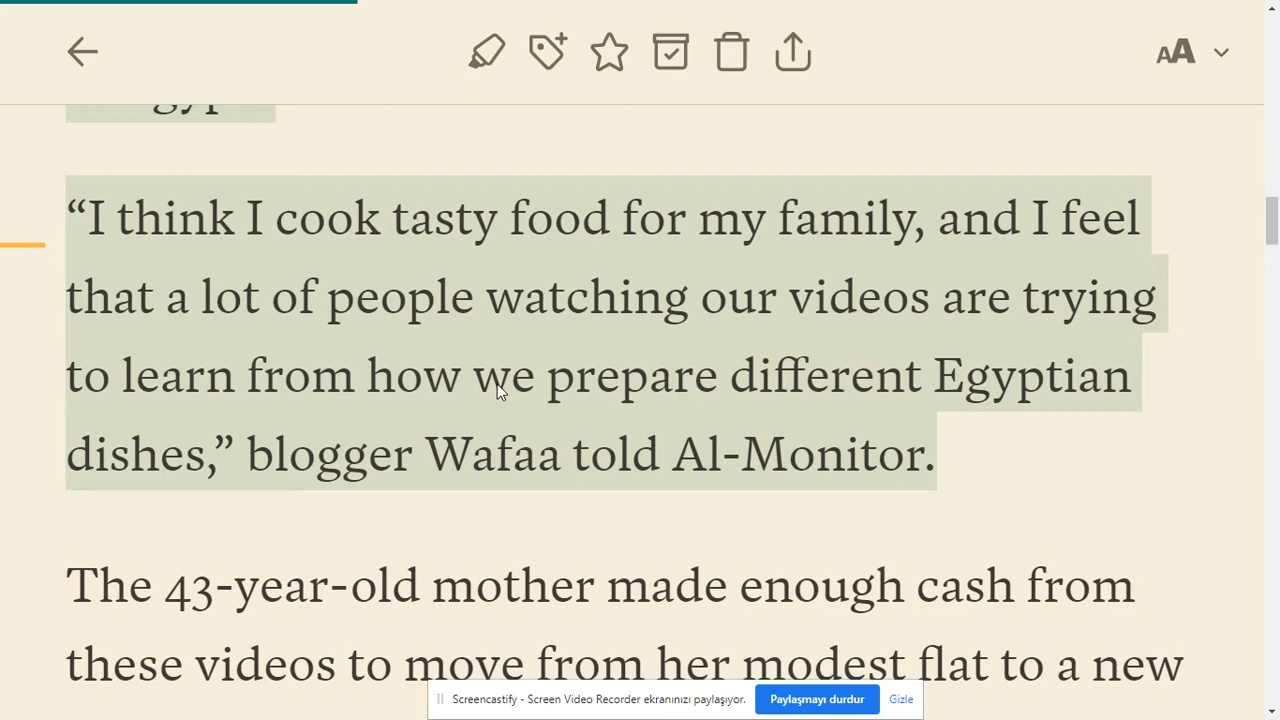 AA
“I think I cook tasty food for my family, and I feel
that a lot of people watching our videos are trying
to learn from how we prepare different Egyptian
dishes,” blogger Wafaa told Al-Monitor.
The 43-year-old mother made enough cash from
these videos to move from her modest flat to a new
Screencastify - Screen Video Recorder ekranınızı paylaşıyor. Paylaşmayı durdur Gizle